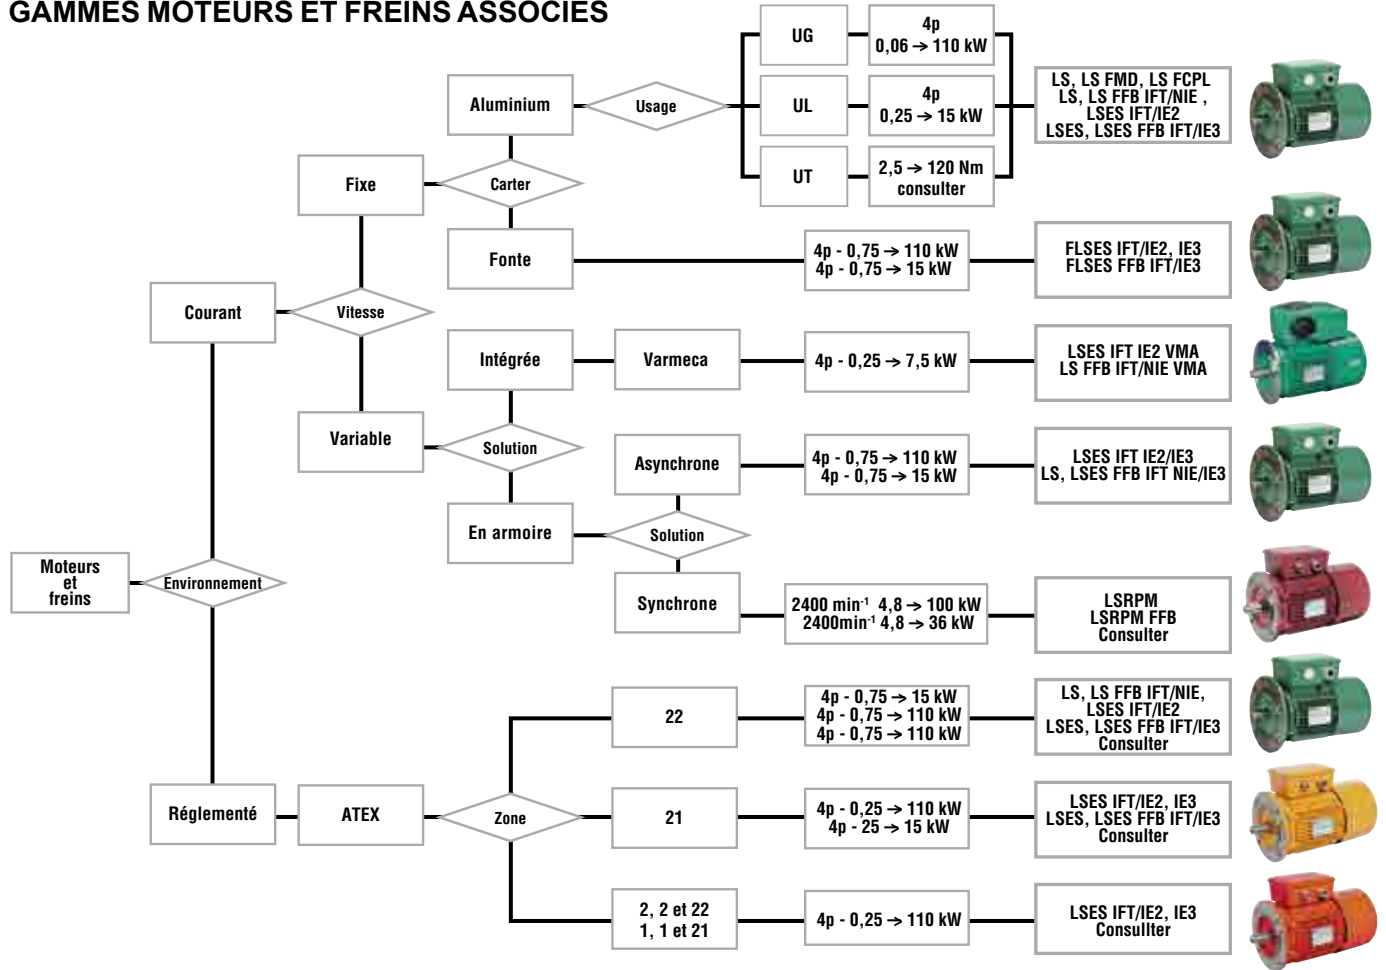 GAMMES MOTEURS ET FREINS ASSOCIÉS
UG
4p
0,06 → 110 kW
Aluminium
Usage
UL
4p
0,25 → 15 kW
LS, LS FMD, LS FCPL
LS, LS FFB IFT/NIE ,
LSES IFT/IE2
LSES, LSES FFB IFT/IE3
UT
2,5 → 120 Nm
consulter
Fixe
Carter
Fonte
4p - 0,75 → 110 kW
4p - 0,75 → 15 kW
FLSES IFT/IE2, IE3
FLSES FFB IFT/IE3
Courant
Vitesse
Intégrée
Varmeca
4p - 0,25 → 7,5 kW
LSES IFT IE2 VMA
LS FFB IFT/NIE VMA
Variable
Solution
Asynchrone
4p - 0,75 → 110 kW
4p - 0,75 → 15 kW
LSES IFT IE2/IE3
LS, LSES FFB IFT NIE/IE3
En armoire
Solution
Moteurs
et
freins
Environnement
Synchrone
2400 min-1 4,8 → 100 kW
2400min-1 4,8 → 36 kW
LSRPM
LSRPM FFB
Consulter
22
4p - 0,75 → 15 kW
4p - 0,75 → 110 kW
4p - 0,75 → 110 kW
LS, LS FFB IFT/NIE,
LSES IFT/IE2
LSES, LSES FFB IFT/IE3
Consulter
Réglementé
ATEX
Zone
21
4p - 0,25 → 110 kW
4p - 25 → 15 kW
LSES IFT/IE2, IE3
LSES, LSES FFB IFT/IE3
Consulter
2, 2 et 22
1, 1 et 21
4p - 0,25 → 110 kW
LSES IFT/IE2, IE3
Consullter